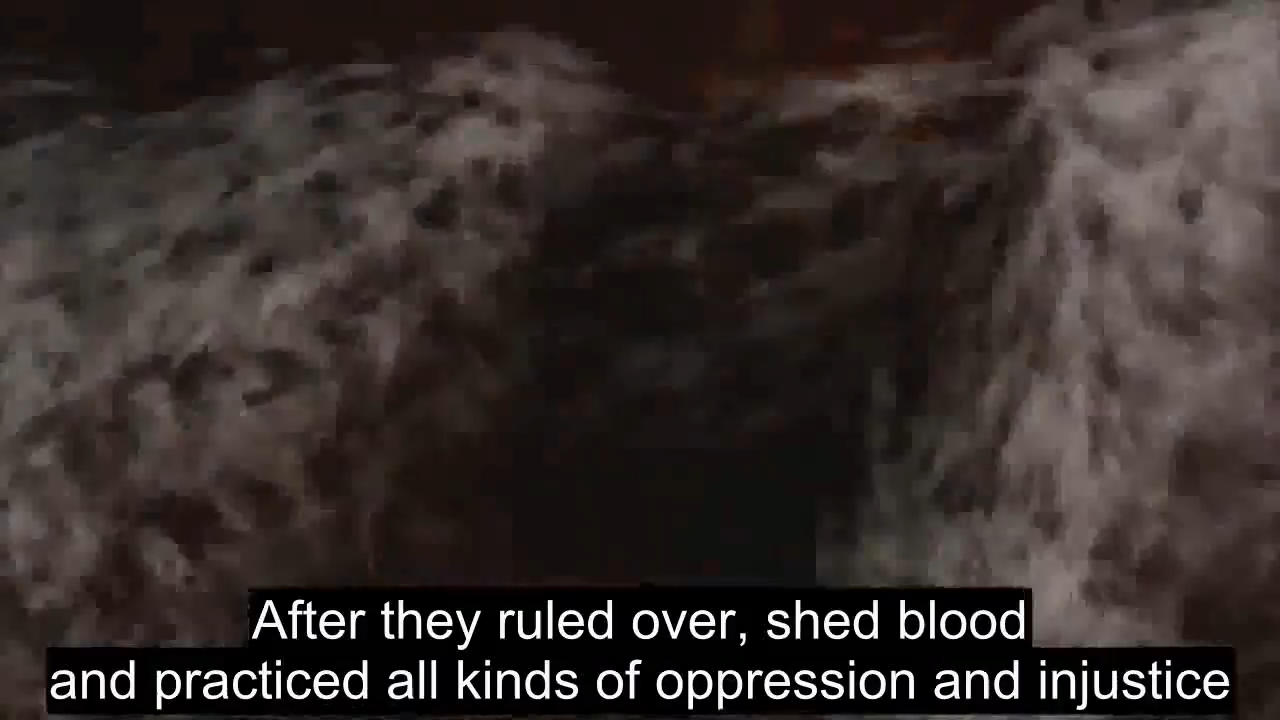 After they ruled over, shed blood
and practiced all kinds of oppression and injustice